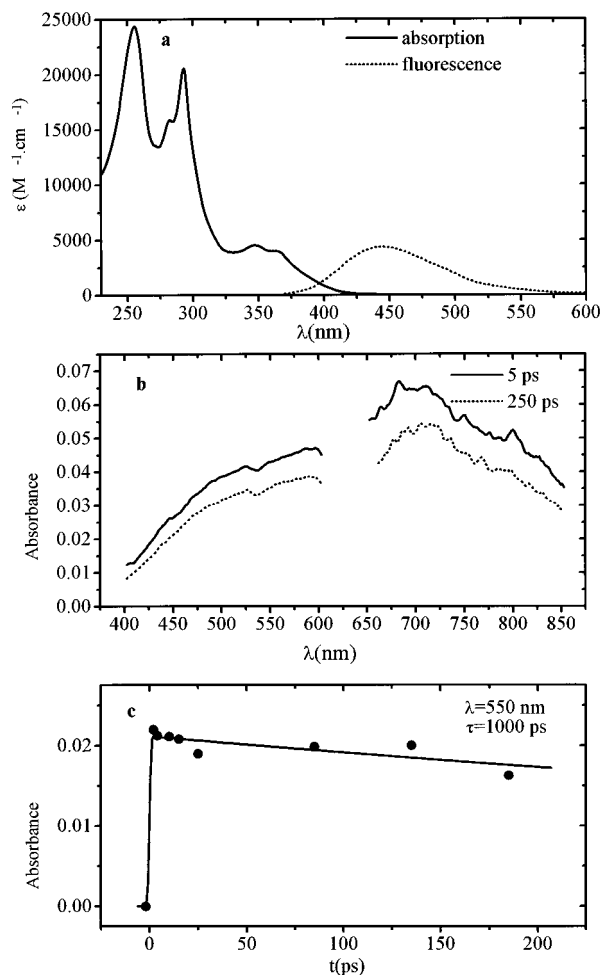 a
absorption
fluorescence
25000
20000
15000
10000
5000
0
ε (M ⁻¹.cm ⁻¹)
250 300 350 400 450 500 550 600
λ(nm)
b
5 ps
250 ps
0.07
0.06
0.05
0.04
0.03
0.02
0.01
0.00
Absorbance
400 450 500 550 600 650 700 750 800 850
λ(nm)
c
λ=550 nm
τ=1000 ps
0.02
0.01
0.00
Absorbance
0 50 100 150 200
t(ps)